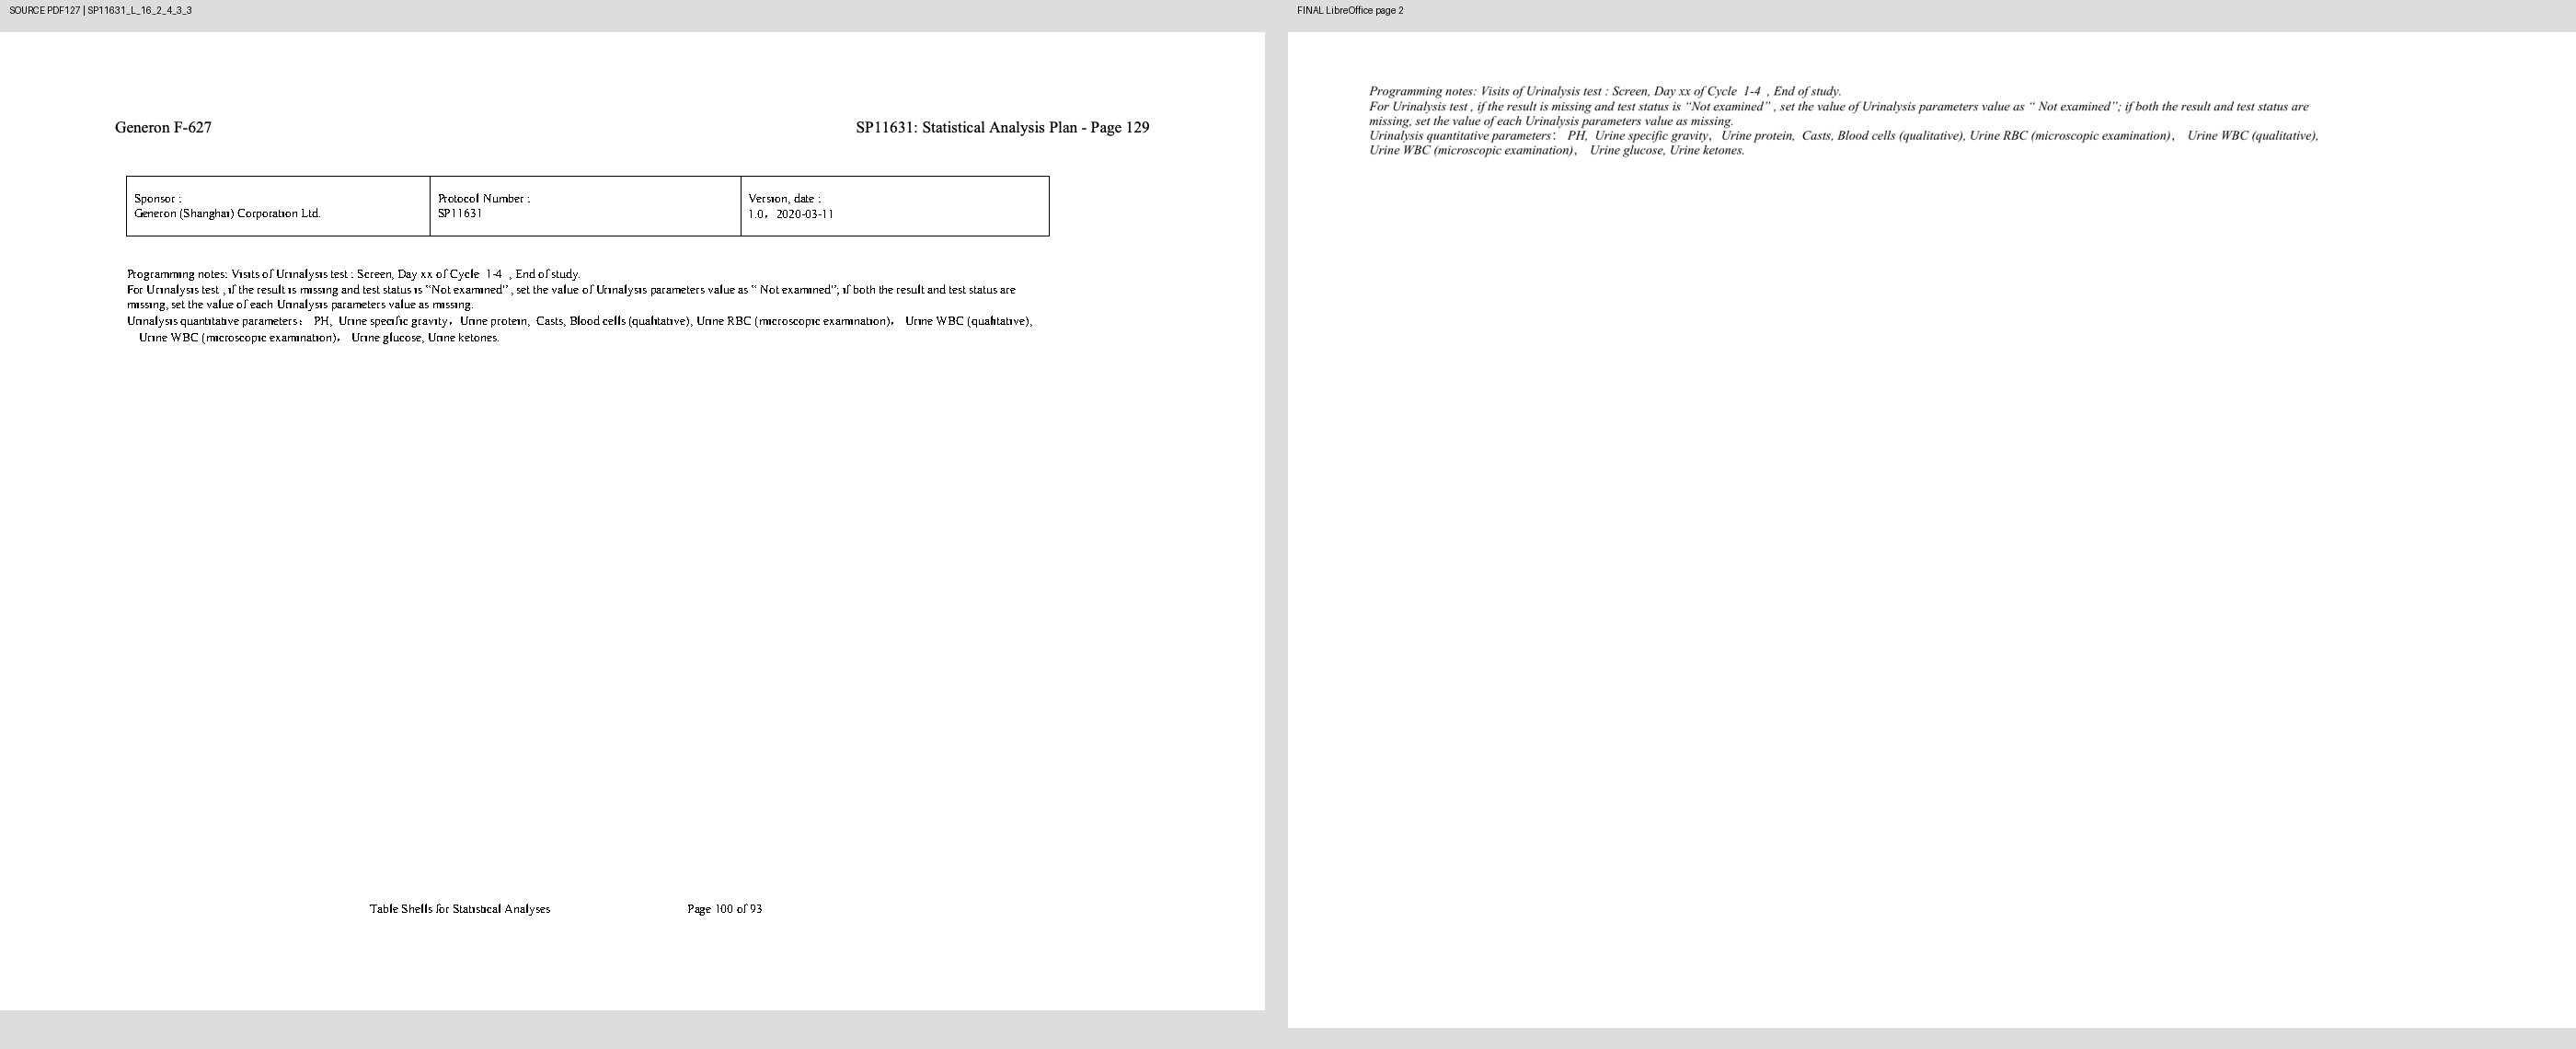 SOURCE PDF127 | SP11631_L_16_2_4_3_3
Generon F-627
SP11631: Statistical Analysis Plan - Page 129
Sponsor :
Generon (Shanghai) Corporation Ltd.
Protocol Number :
SP11631
Version, date :
1.0，2020-03-11
Programming notes: Visits of Urinalysis test : Screen, Day xx of Cycle  1-4  , End of study.
For Urinalysis test , if the result is missing and test status is “Not examined” , set the value of Urinalysis parameters value as “ Not examined”; if both the result and test status are
missing, set the value of each Urinalysis parameters value as missing.
Urinalysis quantitative parameters：  PH,  Urine specific gravity，Urine protein,  Casts, Blood cells (qualitative), Urine RBC (microscopic examination)，  Urine WBC (qualitative),
Urine WBC (microscopic examination)，  Urine glucose, Urine ketones.
Table Shells for Statistical Analyses
Page 100 of 93
FINAL LibreOffice page 2
Programming notes: Visits of Urinalysis test : Screen, Day xx of Cycle  1-4  , End of study.
For Urinalysis test , if the result is missing and test status is “Not examined” , set the value of Urinalysis parameters value as “ Not examined”; if both the result and test status are
missing, set the value of each Urinalysis parameters value as missing.
Urinalysis quantitative parameters：  PH,  Urine specific gravity，  Urine protein,  Casts, Blood cells (qualitative), Urine RBC (microscopic examination)，  Urine WBC (qualitative),
Urine WBC (microscopic examination)，  Urine glucose, Urine ketones.